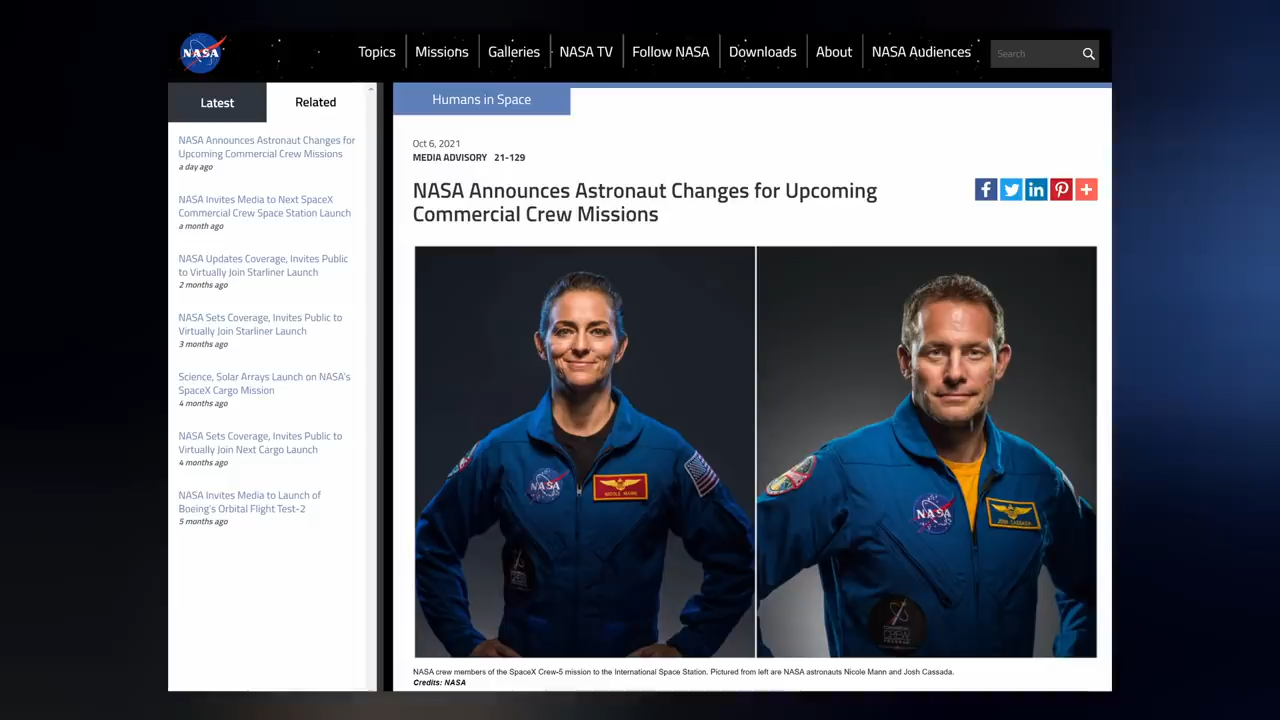 NASA
Topics
Missions
Galleries
NASA TV
Follow NASA
Downloads
About
NASA Audiences
Search
Latest
Related
NASA Announces Astronaut Changes for
Upcoming Commercial Crew Missions
a day ago
NASA Invites Media to Next SpaceX
Commercial Crew Space Station Launch
a month ago
NASA Updates Coverage, Invites Public
to Virtually Join Starliner Launch
2 months ago
NASA Sets Coverage, Invites Public to
Virtually Join Starliner Launch
3 months ago
Science, Solar Arrays Launch on NASA's
SpaceX Cargo Mission
4 months ago
NASA Sets Coverage, Invites Public to
Virtually Join Next Cargo Launch
4 months ago
NASA Invites Media to Launch of
Boeing's Orbital Flight Test-2
5 months ago
Humans in Space
Oct 6, 2021
MEDIA ADVISORY 21-129
NASA Announces Astronaut Changes for Upcoming
Commercial Crew Missions
NASA
NICOLE MANN
NASA
JOSH CASSADA
CREW
NASA crew members of the SpaceX Crew-5 mission to the International Space Station. Pictured from left are NASA astronauts Nicole Mann and Josh Cassada.
Credits: NASA